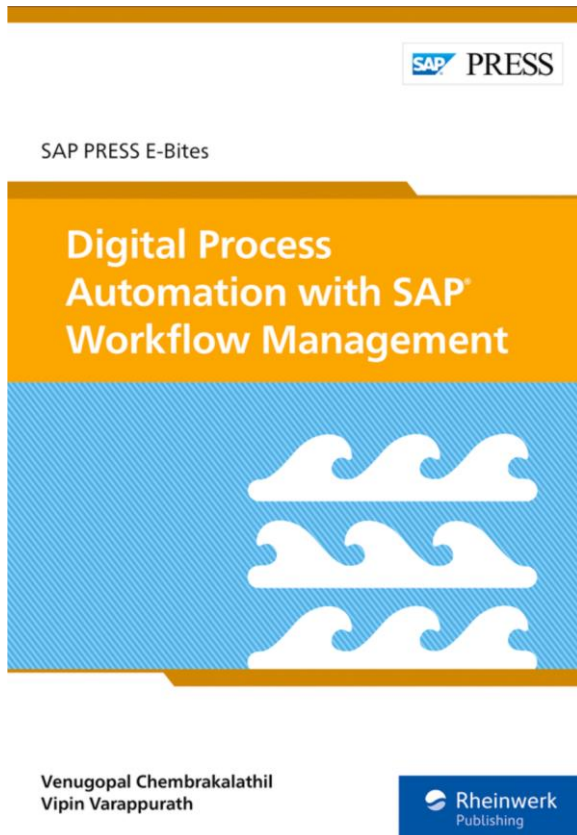 SAP PRESS
SAP PRESS E-Bites
Digital Process
Automation with SAP®
Workflow Management
Venugopal Chembrakalathil
Vipin Varappurath
Rheinwerk
Publishing